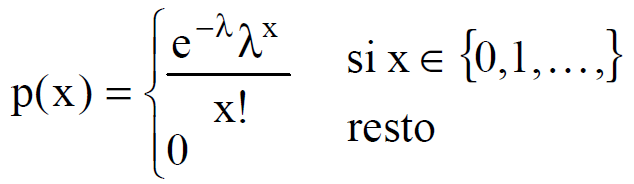 p(x) = { e^{-λ} λ^x / x! si x ∈ {0,1,…,}
0 resto